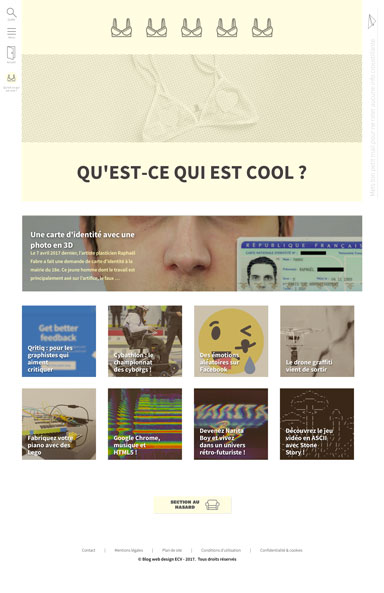 QU'EST-CE QUI EST COOL ?
Une carte d'identité avec une
photo en 3D
Le 7 avril 2017 dernier, l'artiste plasticien Raphaël
Fabre a fait une demande de carte d'identité à la
mairie du 18e. Ce jeune homme dont le travail est
principalement axé sur l'artifice, le faux ...
RÉPUBLIQUE FRANÇAISE
RAPHAËL
Get better
feedback
Qritiq : pour les
graphistes qui
aiment
critiquer
Cybathlon : le
championnat
des cyborgs !
Des émotions
aléatoires sur
Facebook
Le drone graffiti
vient de sortir
Fabriquez votre
piano avec des
Lego
Google Chrome,
musique et
HTML5 !
Devenez Narita
Boy et vivez
dans un univers
rétro-futuriste !
Découvrez le jeu
vidéo en ASCII
avec Stone
Story !
SECTION AU
HASARD
Contact | Mentions légales | Plan de site | Conditions d'utilisation | Confidentialité & cookies
© Blog web design ECV - 2017. Tous droits réservés